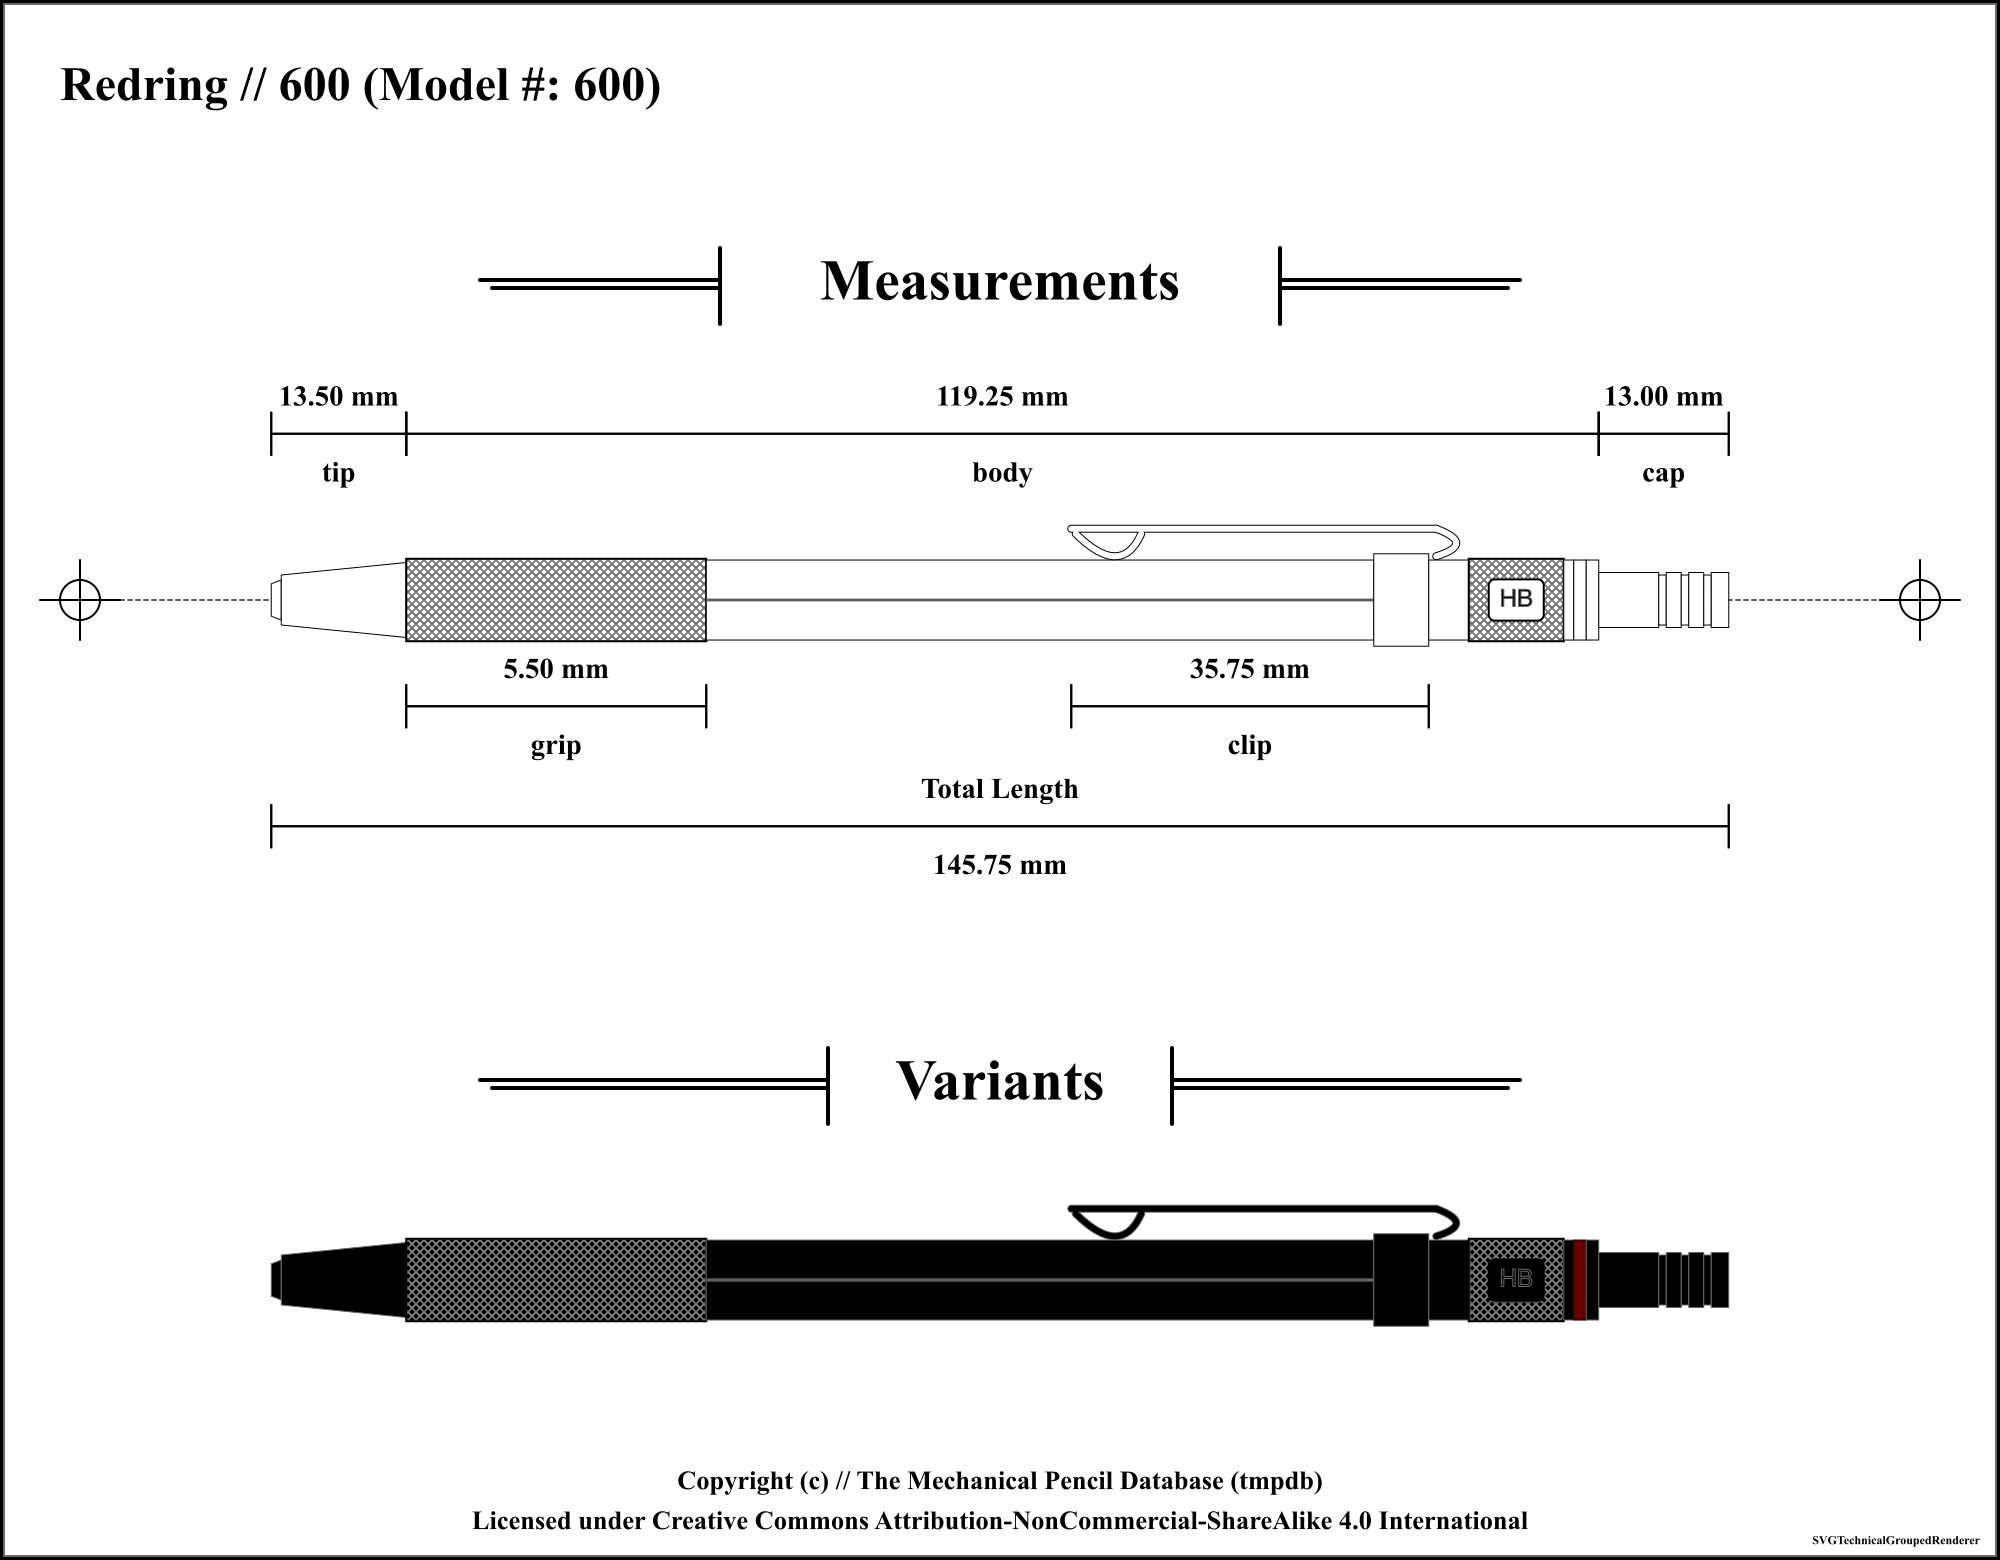 Redring // 600 (Model #: 600)
Measurements
13.50 mm
119.25 mm
13.00 mm
tip
body
cap
HB
5.50 mm
35.75 mm
grip
clip
Total Length
145.75 mm
Variants
HB
Copyright (c) // The Mechanical Pencil Database (tmpdb)
Licensed under Creative Commons Attribution-NonCommercial-ShareAlike 4.0 International
SVGTechnicalGroupedRenderer